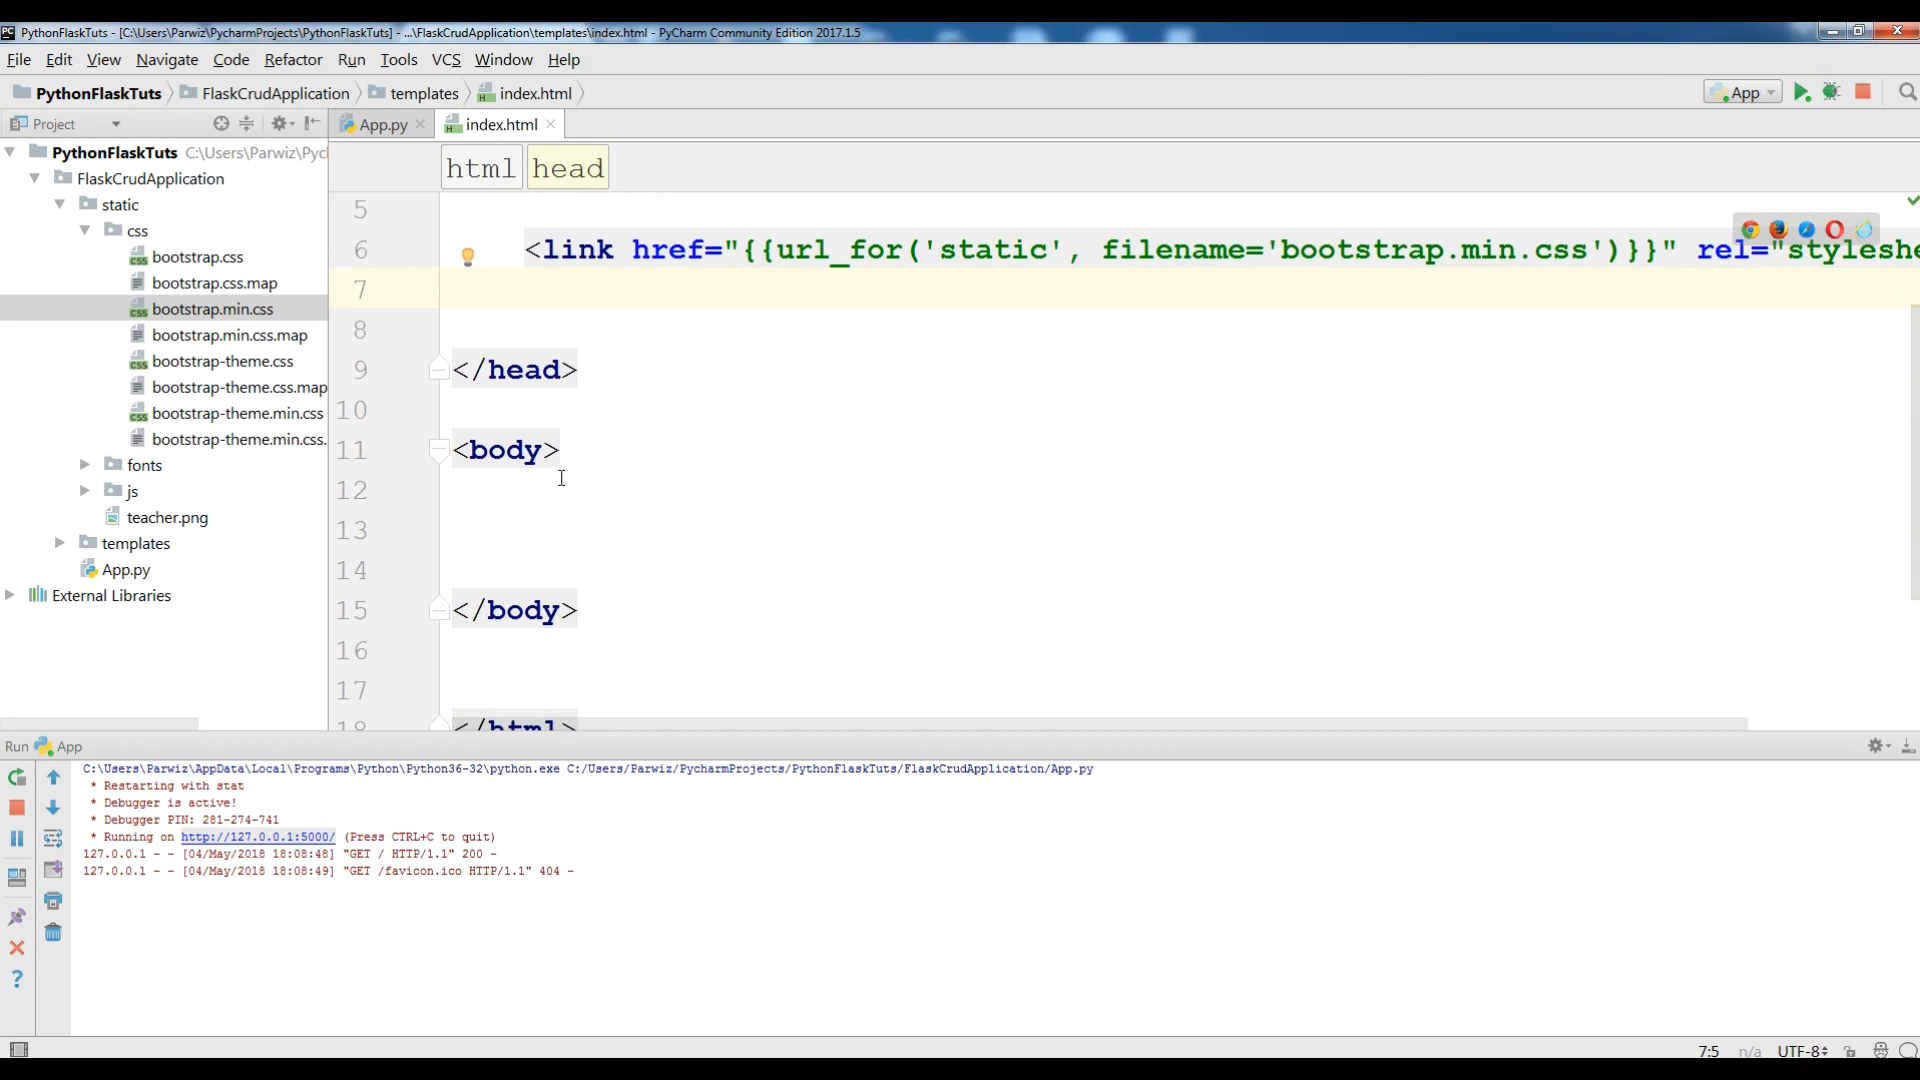 PythonFlaskTuts - [C:\Users\Parwiz\PycharmProjects\PythonFlaskTuts] - ...\FlaskCrudApplication\templates\index.html - PyCharm Community Edition 2017.1.5
File Edit View Navigate Code Refactor Run Tools VCS Window Help
PythonFlaskTuts FlaskCrudApplication templates index.html App
Project App.py index.html
PythonFlaskTuts C:\Users\Parwiz\Pyc
FlaskCrudApplication
static
css
bootstrap.css
bootstrap.css.map
bootstrap.min.css
bootstrap.min.css.map
bootstrap-theme.css
bootstrap-theme.css.map
bootstrap-theme.min.css
bootstrap-theme.min.css.
fonts
js
teacher.png
templates
App.py
External Libraries
html head
5
6 <link href="{{url_for('static', filename='bootstrap.min.css')}}" rel="styleshe
7
8
9 </head>
10
11 <body>
12
13
14
15 </body>
16
17
18 </html>
Run App
C:\Users\Parwiz\AppData\Local\Programs\Python\Python36-32\python.exe C:/Users/Parwiz/PycharmProjects/PythonFlaskTuts/FlaskCrudApplication/App.py
* Restarting with stat
* Debugger is active!
* Debugger PIN: 281-274-741
* Running on http://127.0.0.1:5000/ (Press CTRL+C to quit)
127.0.0.1 - - [04/May/2018 18:08:48] "GET / HTTP/1.1" 200 -
127.0.0.1 - - [04/May/2018 18:08:49] "GET /favicon.ico HTTP/1.1" 404 -
7:5 n/a UTF-8